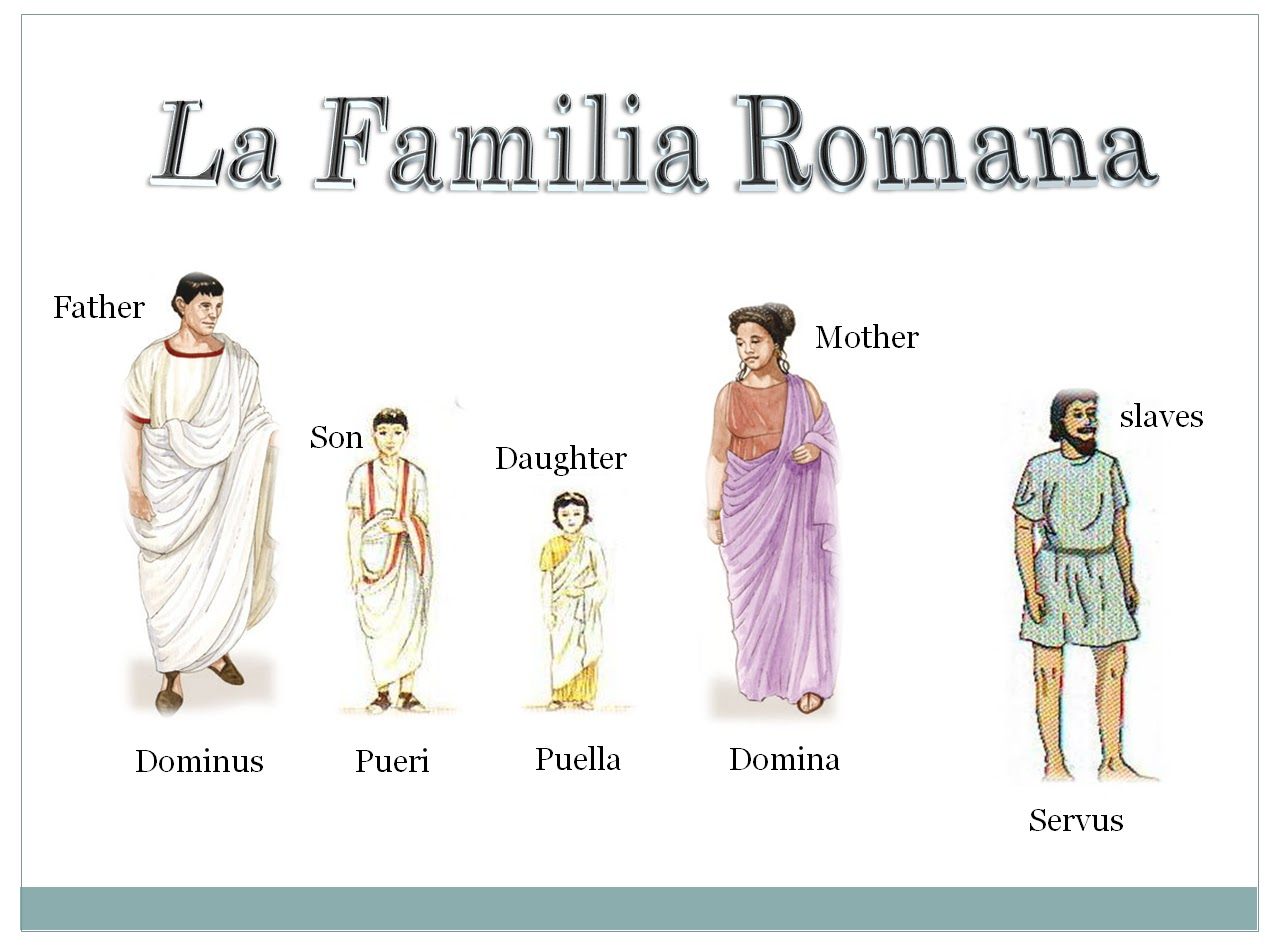 La Familia Romana
Father
Son
Daughter
Mother
slaves
Dominus
Pueri
Puella
Domina
Servus